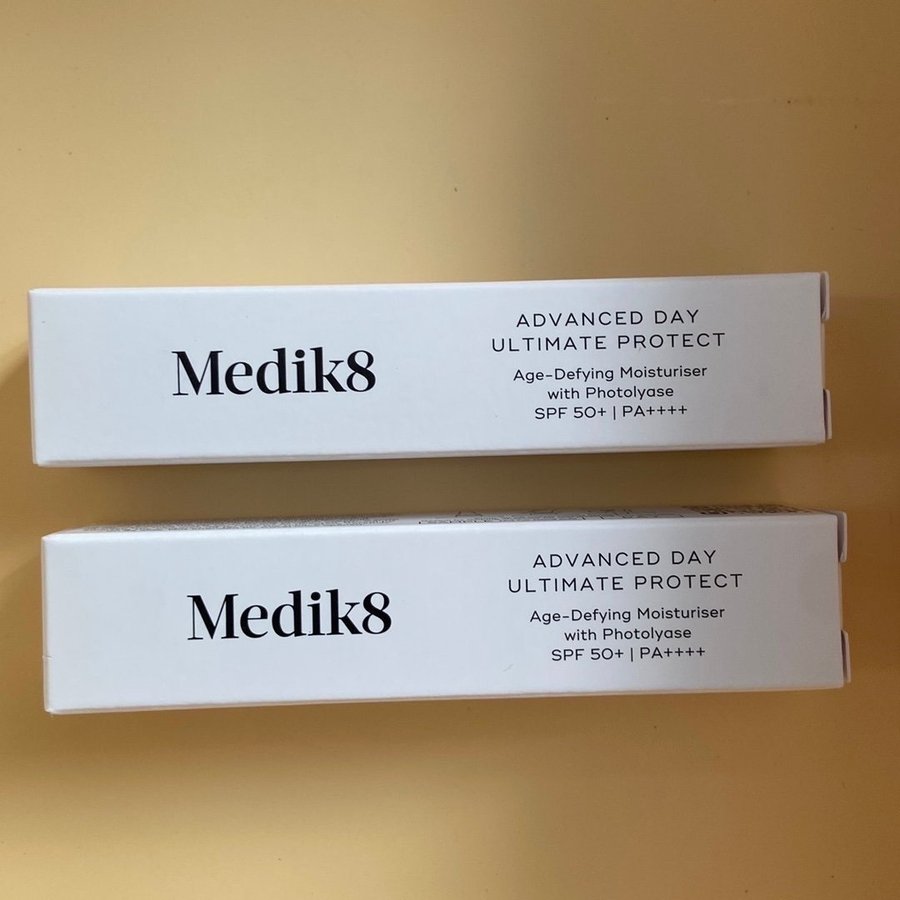 Medik8
ADVANCED DAY
ULTIMATE PROTECT
Age-Defying Moisturiser
with Photolyase
SPF 50+ | PA++++
Medik8
ADVANCED DAY
ULTIMATE PROTECT
Age-Defying Moisturiser
with Photolyase
SPF 50+ | PA++++